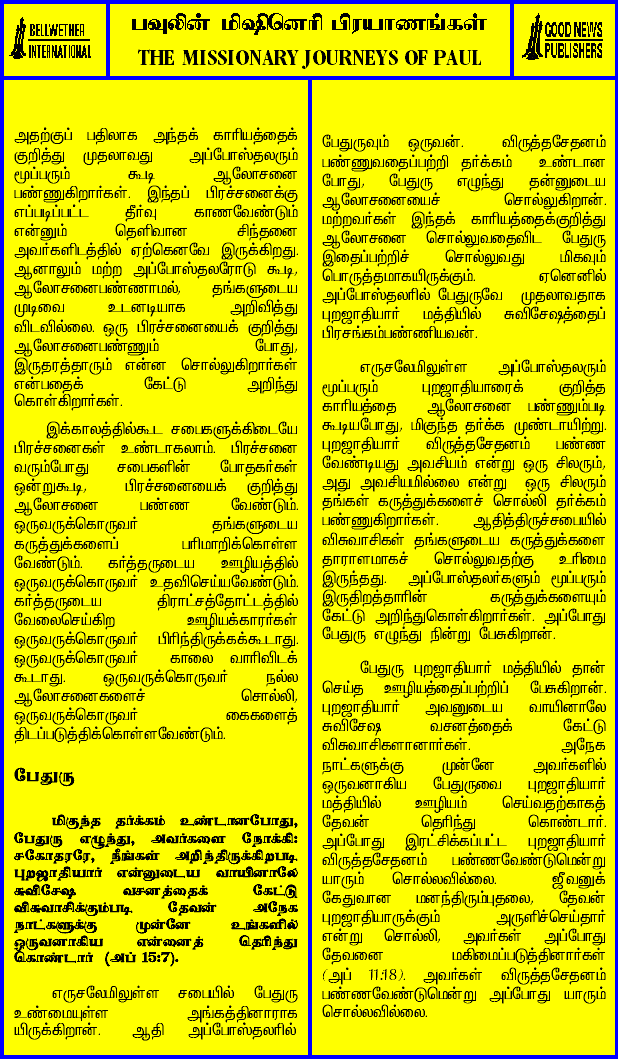 BELLWETHER
INTERNATIONAL
பவுலின் மிஷினெரி பிரயாணங்கள்
THE MISSIONARY JOURNEYS OF PAUL
GOOD NEWS
PUBLISHERS
அதற்குப் பதிலாக அந்தக் காரியத்தைக்
குறித்து முதலாவது அப்போஸ்தலரும்
மூப்பரும் கூடி ஆலோசனை
பண்ணுகிறார்கள். இந்தப் பிரச்சனைக்கு
எப்படிப்பட்ட தீர்வு காணவேண்டும்
என்னும் தெளிவான சிந்தனை
அவர்களிடத்தில் ஏற்கெனவே இருக்கிறது.
ஆனாலும் மற்ற அப்போஸ்தலரோடு கூடி,
ஆலோசனைபண்ணாமல், தங்களுடைய
முடிவை உடனடியாக அறிவித்து
விடவில்லை. ஒரு பிரச்சனையைக் குறித்து
ஆலோசனைபண்ணும் போது,
இருதரத்தாரும் என்ன சொல்லுகிறார்கள்
என்பதைக் கேட்டு அறிந்து
கொள்கிறார்கள்.
இக்காலத்தில்கூட சபைகளுக்கிடையே
பிரச்சனைகள் உண்டாகலாம். பிரச்சனை
வரும்போது சபைகளின் போதகர்கள்
ஒன்றுகூடி, பிரச்சனையைக் குறித்து
ஆலோசனை பண்ண வேண்டும்.
ஒருவருக்கொருவர் தங்களுடைய
கருத்துக்களைப் பரிமாறிக்கொள்ள
வேண்டும். கர்த்தருடைய ஊழியத்தில்
ஒருவருக்கொருவர் உதவிசெய்யவேண்டும்.
கர்த்தருடைய திராட்சத்தோட்டத்தில்
வேலைசெய்கிற ஊழியக்காரர்கள்
ஒருவருக்கொருவர் பிரிந்திருக்கக்கூடாது.
ஒருவருக்கொருவர் காலை வாரிவிடக்
கூடாது. ஒருவருக்கொருவர் நல்ல
ஆலோசனைகளைச் சொல்லி,
ஒருவருக்கொருவர் கைகளைத்
திடப்படுத்திக்கொள்ளவேண்டும்.
பேதுரு
மிகுந்த தர்க்கம் உண்டானபோது,
பேதுரு எழுந்து, அவர்களை நோக்கி:
சகோதரரே, நீங்கள் அறிந்திருக்கிறபடி
புறஜாதியார் என்னுடைய வாயினாலே
சுவிசேஷ வசனத்தைக் கேட்டு
விசுவாசிக்கும்படி தேவன் அநேக
நாட்களுக்கு முன்னே உங்களில்
ஒருவனாகிய என்னைத் தெரிந்து
கொண்டார் (அப் 15:7).
எருசலேமிலுள்ள சபையில் பேதுரு
உண்மையுள்ள அங்கத்தினாராக
யிருக்கிறான். ஆதி அப்போஸ்தலரில்
பேதுருவும் ஒருவன். விருத்தசேதனம்
பண்ணுவதைப்பற்றி தர்க்கம் உண்டான
போது, பேதுரு எழுந்து தன்னுடைய
ஆலோசனையைச் சொல்லுகிறான்.
மற்றவர்கள் இந்தக் காரியத்தைக்குறித்து
ஆலோசனை சொல்லுவதைவிட பேதுரு
இதைப்பற்றிச் சொல்லுவது மிகவும்
பொருத்தமாகயிருக்கும். ஏனெனில்
அப்போஸ்தலரில் பேதுருவே முதலாவதாக
புறஜாதியார் மத்தியில் சுவிசேஷத்தைப்
பிரசங்கம்பண்ணியவன்.
எருசலேமிலுள்ள அப்போஸ்தலரும்
மூப்பரும் புறஜாதியாரைக் குறித்த
காரியத்தை ஆலோசனை பண்ணும்படி
கூடியபோது, மிகுந்த தர்க்க முண்டாயிற்று.
புறஜாதியார் விருத்தசேதனம் பண்ண
வேண்டியது அவசியம் என்று ஒரு சிலரும்,
அது அவசியமில்லை என்று ஒரு சிலரும்
தங்கள் கருத்துக்களைச் சொல்லி தர்க்கம்
பண்ணுகிறார்கள். ஆதித்திருச்சபையில்
விசுவாசிகள் தங்களுடைய கருத்துக்களை
தாராளமாகச் சொல்லுவதற்கு உரிமை
இருந்தது. அப்போஸ்தலர்களும் மூப்பரும்
இருதிறத்தாரின் கருத்துக்களையும்
கேட்டு அறிந்துகொள்கிறார்கள். அப்போது
பேதுரு எழுந்து நின்று பேசுகிறான்.
பேதுரு புறஜாதியார் மத்தியில் தான்
செய்த ஊழியத்தைப்பற்றிப் பேசுகிறான்.
புறஜாதியார் அவனுடைய வாயினாலே
சுவிசேஷ வசனத்தைக் கேட்டு
விசுவாசிகளானார்கள். அநேக
நாட்களுக்கு முன்னே அவர்களில்
ஒருவனாகிய பேதுருவை புறஜாதியார்
மத்தியில் ஊழியம் செய்வதற்காகத்
தேவன் தெரிந்து கொண்டார்.
அப்போது இரட்சிக்கப்பட்ட புறஜாதியார்
விருத்தசேதனம் பண்ணவேண்டுமென்று
யாரும் சொல்லவில்லை. ஜீவனுக்
கேதுவான மனந்திரும்புதலை, தேவன்
புறஜாதியாருக்கும் அருளிச்செய்தார்
என்று சொல்லி, அவர்கள் அப்போது
தேவனை மகிமைப்படுத்தினார்கள்
(அப் 11:18). அவர்கள் விருத்தசேதனம்
பண்ணவேண்டுமென்று அப்போது யாரும்
சொல்லவில்லை.